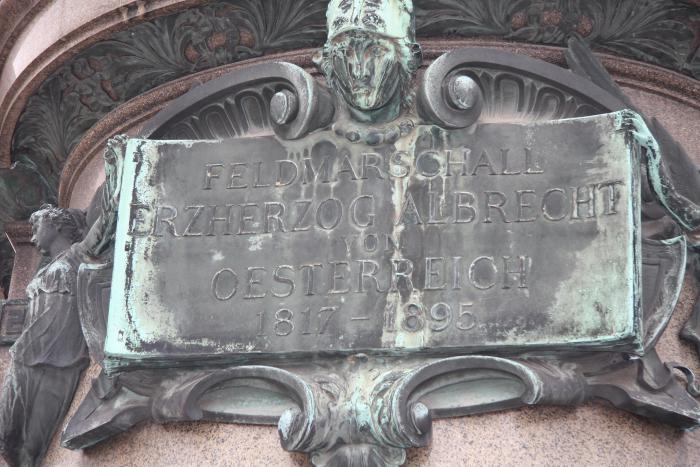 FELDMARSCHALL
ERZHERZOG ALBRECHT
VON
OESTERREICH
1817-1895